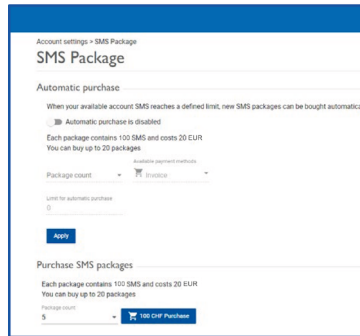 Account settings > SMS Package
SMS Package
Automatic purchase
When your available account SMS reaches a defined limit, new SMS packages can be bought automatica
Automatic purchase is disabled
Each package contains 100 SMS and costs 20 EUR
You can buy up to 20 packages
Available payment methods
Package count
Invoice
Limit for automatic purchase
0
Apply
Purchase SMS packages
Each package contains 100 SMS and costs 20 EUR
You can buy up to 20 packages
Package count
5
100 CHF Purchase